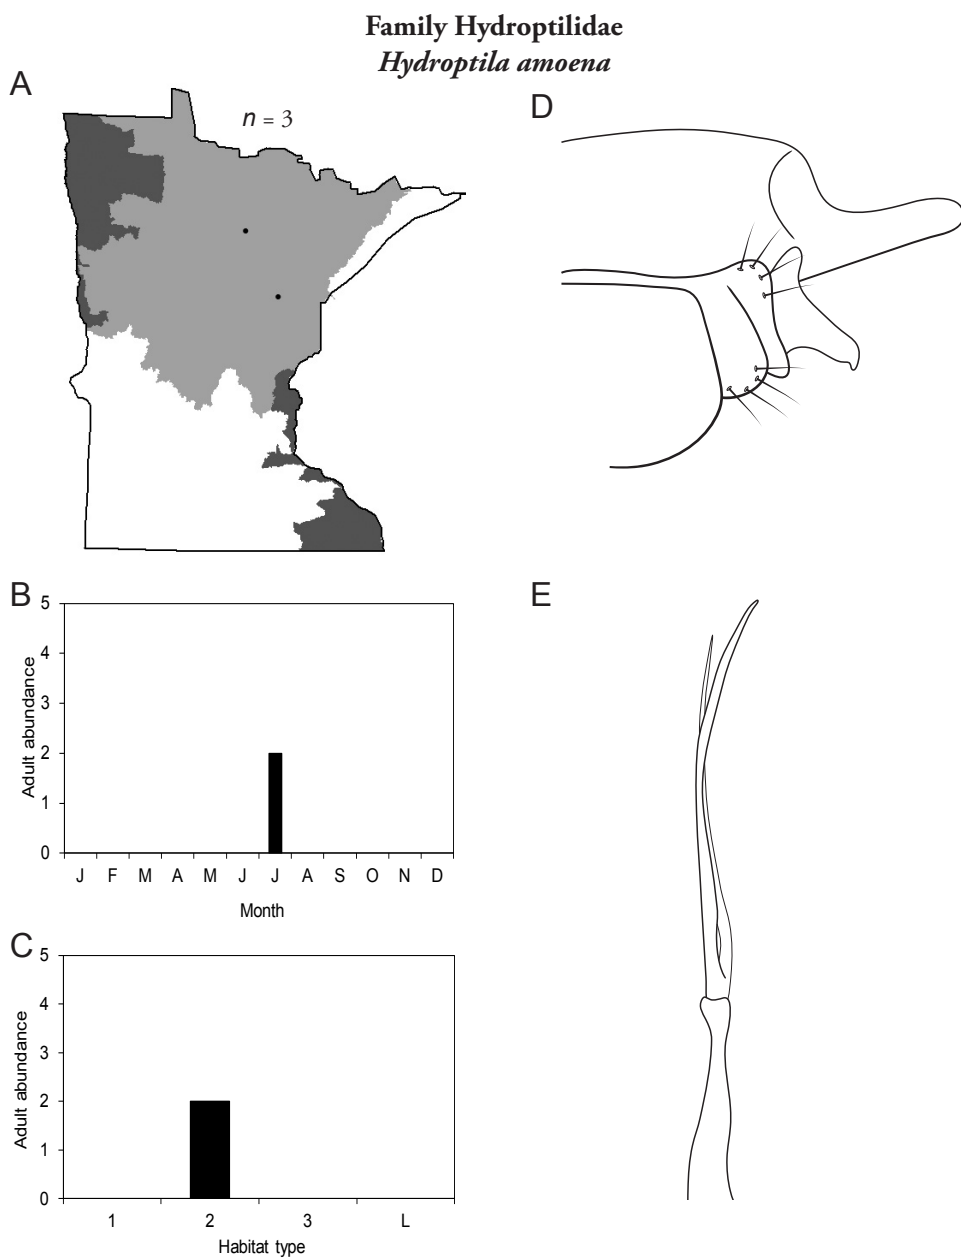 Family Hydroptilidae
Hydroptila amoena
A
n = 3
B
5
4
3
2
1
0
Adult abundance
J F M A M J J A S O N D
Month
C
5
4
3
2
1
0
Adult abundance
1 2 3 L
Habitat type
D
E